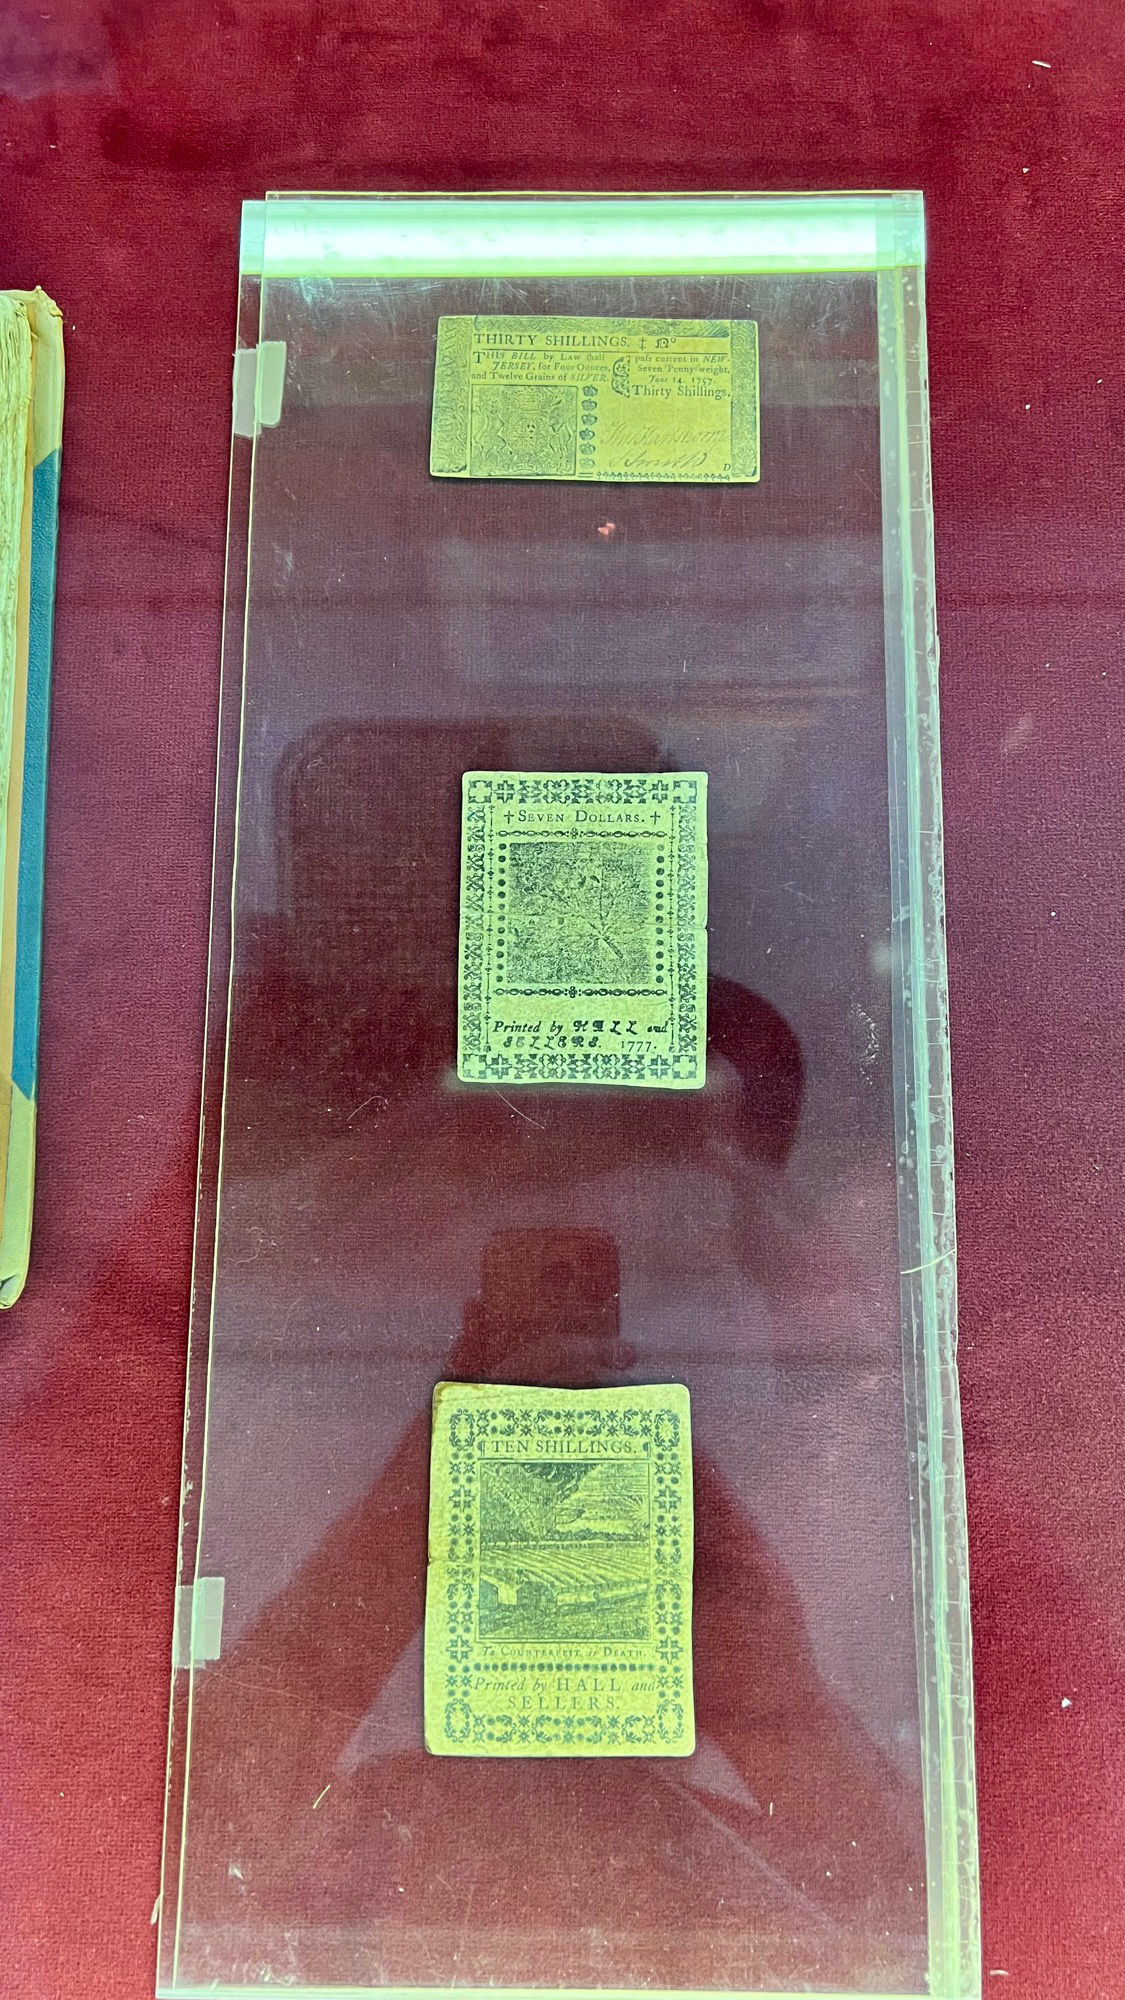 THIRTY SHILLINGS.
THIS BILL by Law shall
JERSEY, for Four Ounces,
and Twelve Grains of SILVER.
pass current in NEW-
Seven Penny-weight,
June 14. 1757.
Thirty Shillings.
D
† SEVEN DOLLARS. †
Printed by HALL and
SELLERS. 1777.
TEN SHILLINGS.
To COUNTERFEIT is DEATH.
Printed by HALL and
SELLERS.